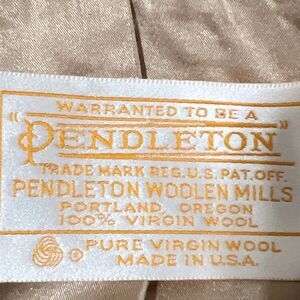 WARRANTED TO BE A
"PENDLETON"
TRADE MARK REG. U.S. PAT. OFF.
PENDLETON WOOLEN MILLS
PORTLAND, OREGON
100% VIRGIN WOOL
® PURE VIRGIN WOOL
MADE IN U.S.A.